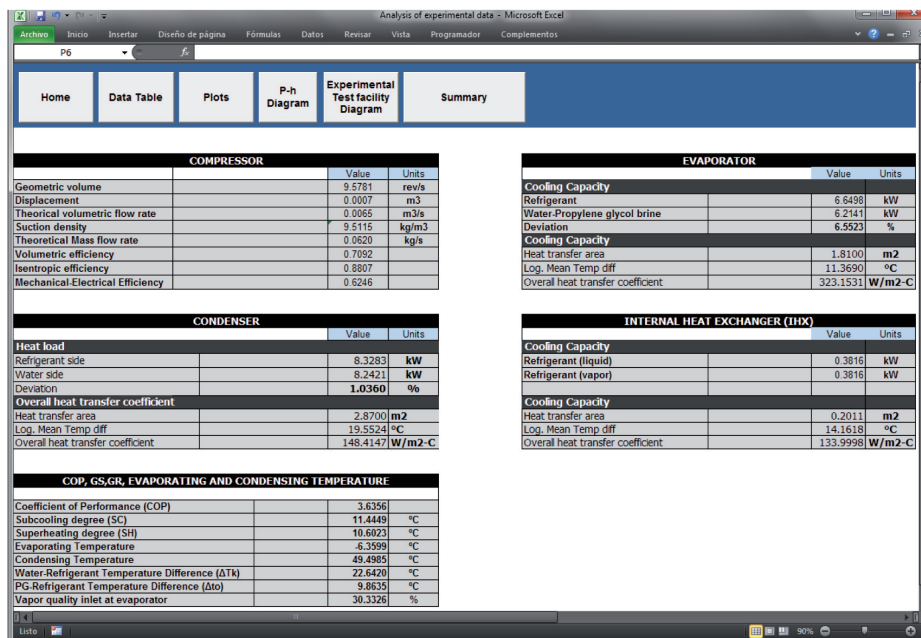 Analysis of experimental data - Microsoft Excel
Archivo Inicio Insertar Diseño de página Fórmulas Datos Revisar Vista Programador Complementos
P6 fx
Home
Data Table
Plots
P-h
Diagram
Experimental
Test facility
Diagram
Summary
COMPRESSOR
Value Units
Geometric volume 9.5781 rev/s
Displacement 0.0007 m3
Theorical volumetric flow rate 0.0065 m3/s
Suction density 9.5115 kg/m3
Theoretical Mass flow rate 0.0620 kg/s
Volumetric efficiency 0.7092
Isentropic efficiency 0.8807
Mechanical-Electrical Efficiency 0.6246
EVAPORATOR
Value Units
Cooling Capacity
Refrigerant 6.6498 kW
Water-Propylene glycol brine 6.2141 kW
Deviation 6.5523 %
Cooling Capacity
Heat transfer area 1.8100 m2
Log. Mean Temp diff 11.3690 ºC
Overall heat transfer coefficient 323.1531 W/m2-C
CONDENSER
Value Units
Heat load
Refrigerant side 8.3283 kW
Water side 8.2421 kW
Deviation 1.0360 %
Overall heat transfer coefficient
Heat transfer area 2.8700 m2
Log. Mean Temp diff 19.5524 ºC
Overall heat transfer coefficient 148.4147 W/m2-C
INTERNAL HEAT EXCHANGER (IHX)
Value Units
Cooling Capacity
Refrigerant (liquid) 0.3816 kW
Refrigerant (vapor) 0.3816 kW
Cooling Capacity
Heat transfer area 0.2011 m2
Log. Mean Temp diff 14.1618 ºC
Overall heat transfer coefficient 133.9998 W/m2-C
COP, GS,GR, EVAPORATING AND CONDENSING TEMPERATURE
Coefficient of Performance (COP) 3.6356
Subcooling degree (SC) 11.4449 ºC
Superheating degree (SH) 10.6023 ºC
Evaporating Temperature -6.3599 ºC
Condensing Temperature 49.4985 ºC
Water-Refrigerant Temperature Difference (ΔTk) 22.6420 ºC
PG-Refrigerant Temperature Difference (Δto) 9.8635 ºC
Vapor quality inlet at evaporator 30.3326 %
Listo 90%